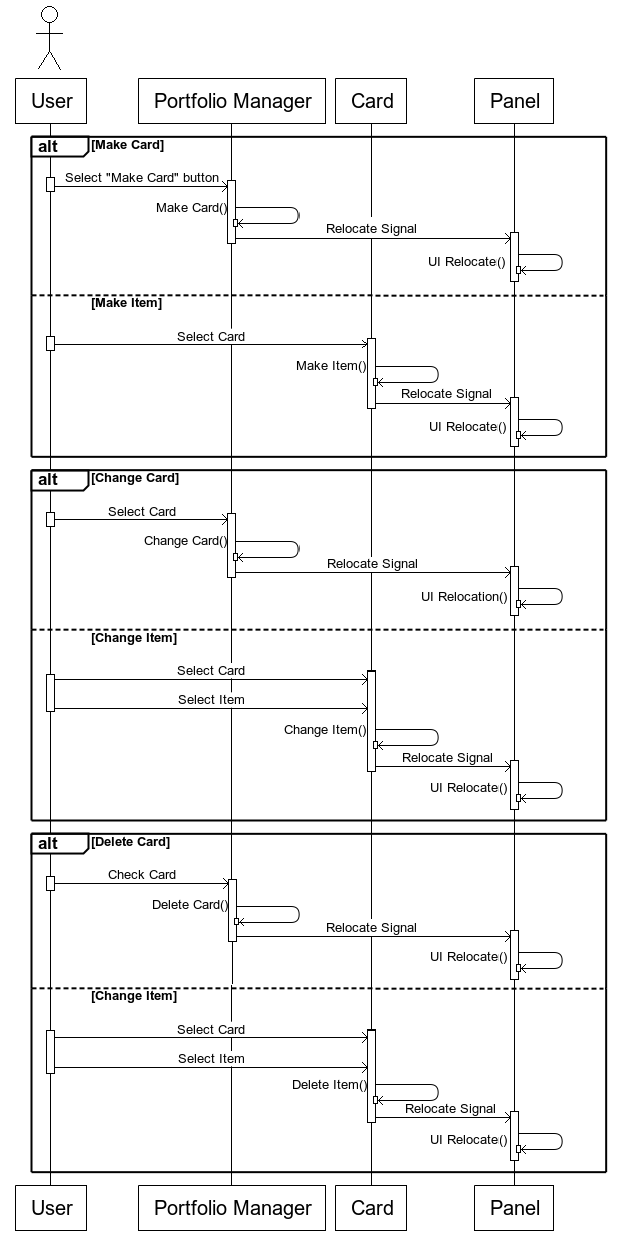 User
Portfolio Manager
Card
Panel
alt
[Make Card]
Select "Make Card" button
Make Card()
Relocate Signal
UI Relocate()
[Make Item]
Select Card
Make Item()
Relocate Signal
UI Relocate()
alt
[Change Card]
Select Card
Change Card()
Relocate Signal
UI Relocation()
[Change Item]
Select Card
Select Item
Change Item()
Relocate Signal
UI Relocate()
alt
[Delete Card]
Check Card
Delete Card()
Relocate Signal
UI Relocate()
[Change Item]
Select Card
Select Item
Delete Item()
Relocate Signal
UI Relocate()
User
Portfolio Manager
Card
Panel